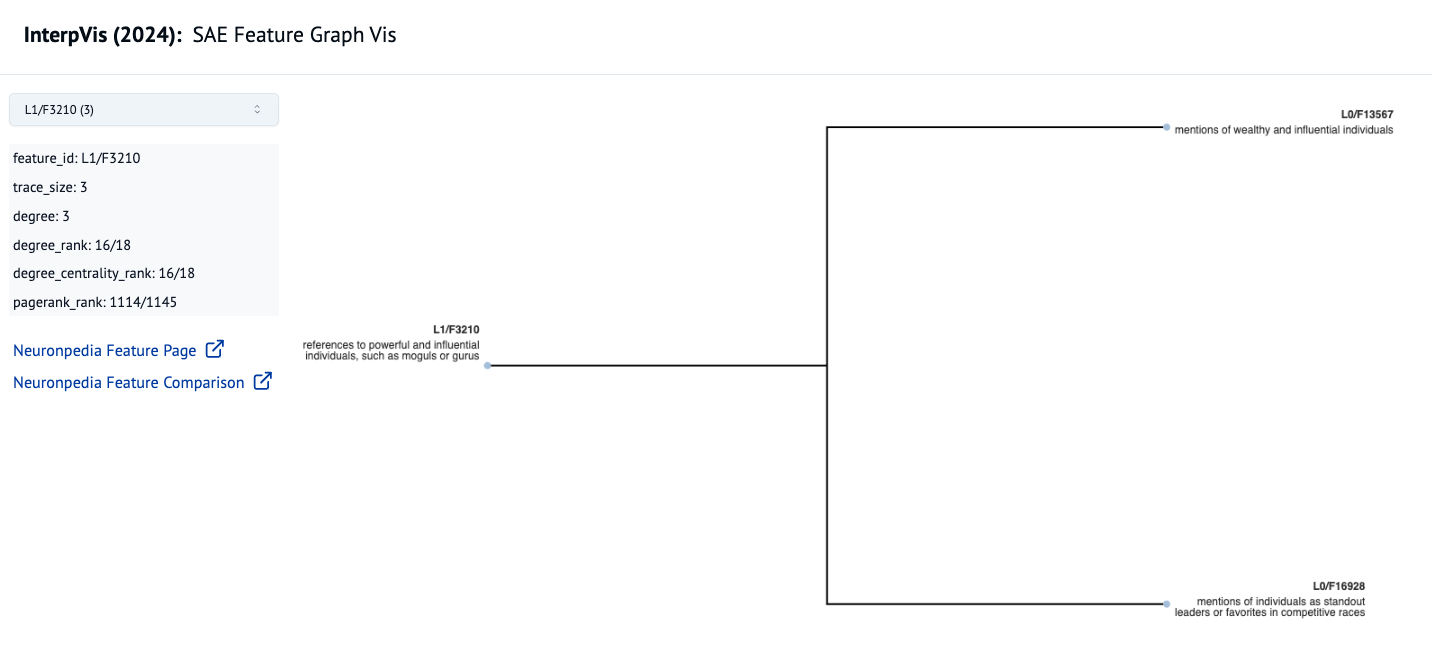 InterpVis (2024): SAE Feature Graph Vis
L1/F3210 (3)
feature_id: L1/F3210
trace_size: 3
degree: 3
degree_rank: 16/18
degree_centrality_rank: 16/18
pagerank_rank: 1114/1145
Neuronpedia Feature Page
Neuronpedia Feature Comparison
L1/F3210
references to powerful and influential
individuals, such as moguls or gurus
L0/F13567
mentions of wealthy and influential individuals
L0/F16928
mentions of individuals as standout
leaders or favorites in competitive races